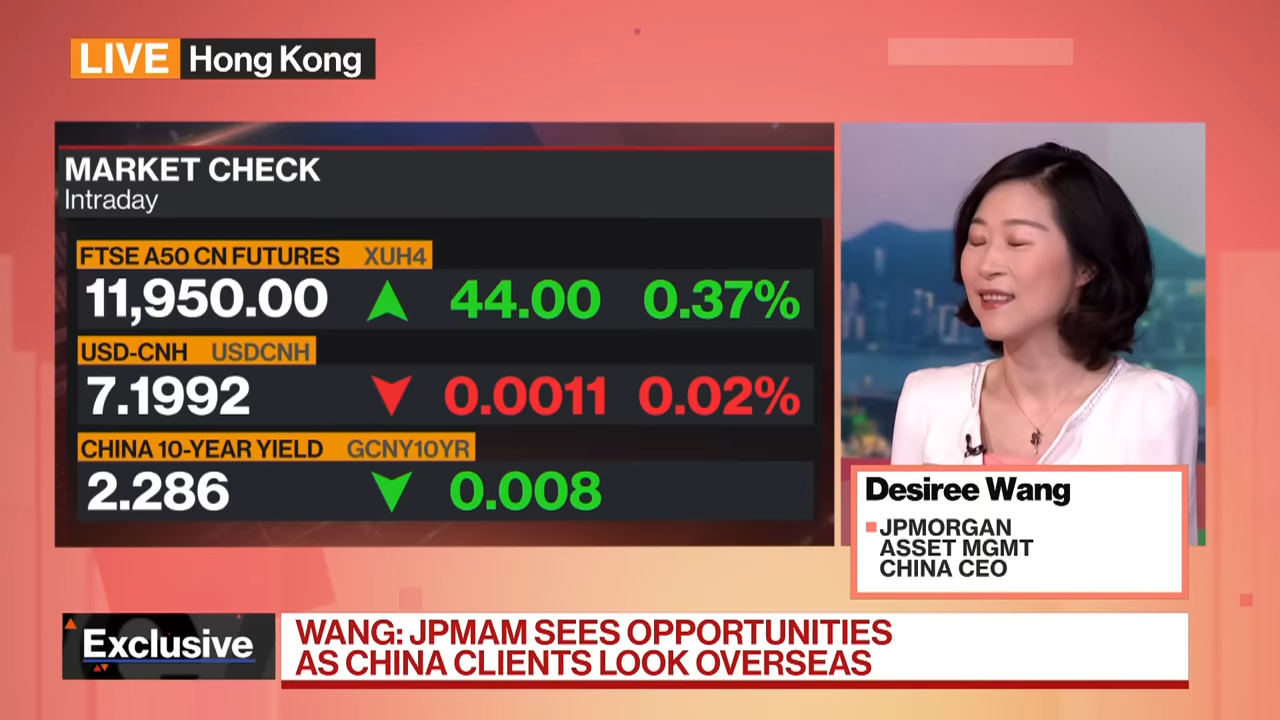 LIVE Hong Kong
MARKET CHECK
Intraday
FTSE A50 CN FUTURES XUH4
11,950.00 ▲ 44.00 0.37%
USD-CNH USDCNH
7.1992 ▼ 0.0011 0.02%
CHINA 10-YEAR YIELD GCNY10YR
2.286 ▼ 0.008
Desiree Wang
JPMORGAN
ASSET MGMT
CHINA CEO
Exclusive
WANG: JPMAM SEES OPPORTUNITIES
AS CHINA CLIENTS LOOK OVERSEAS